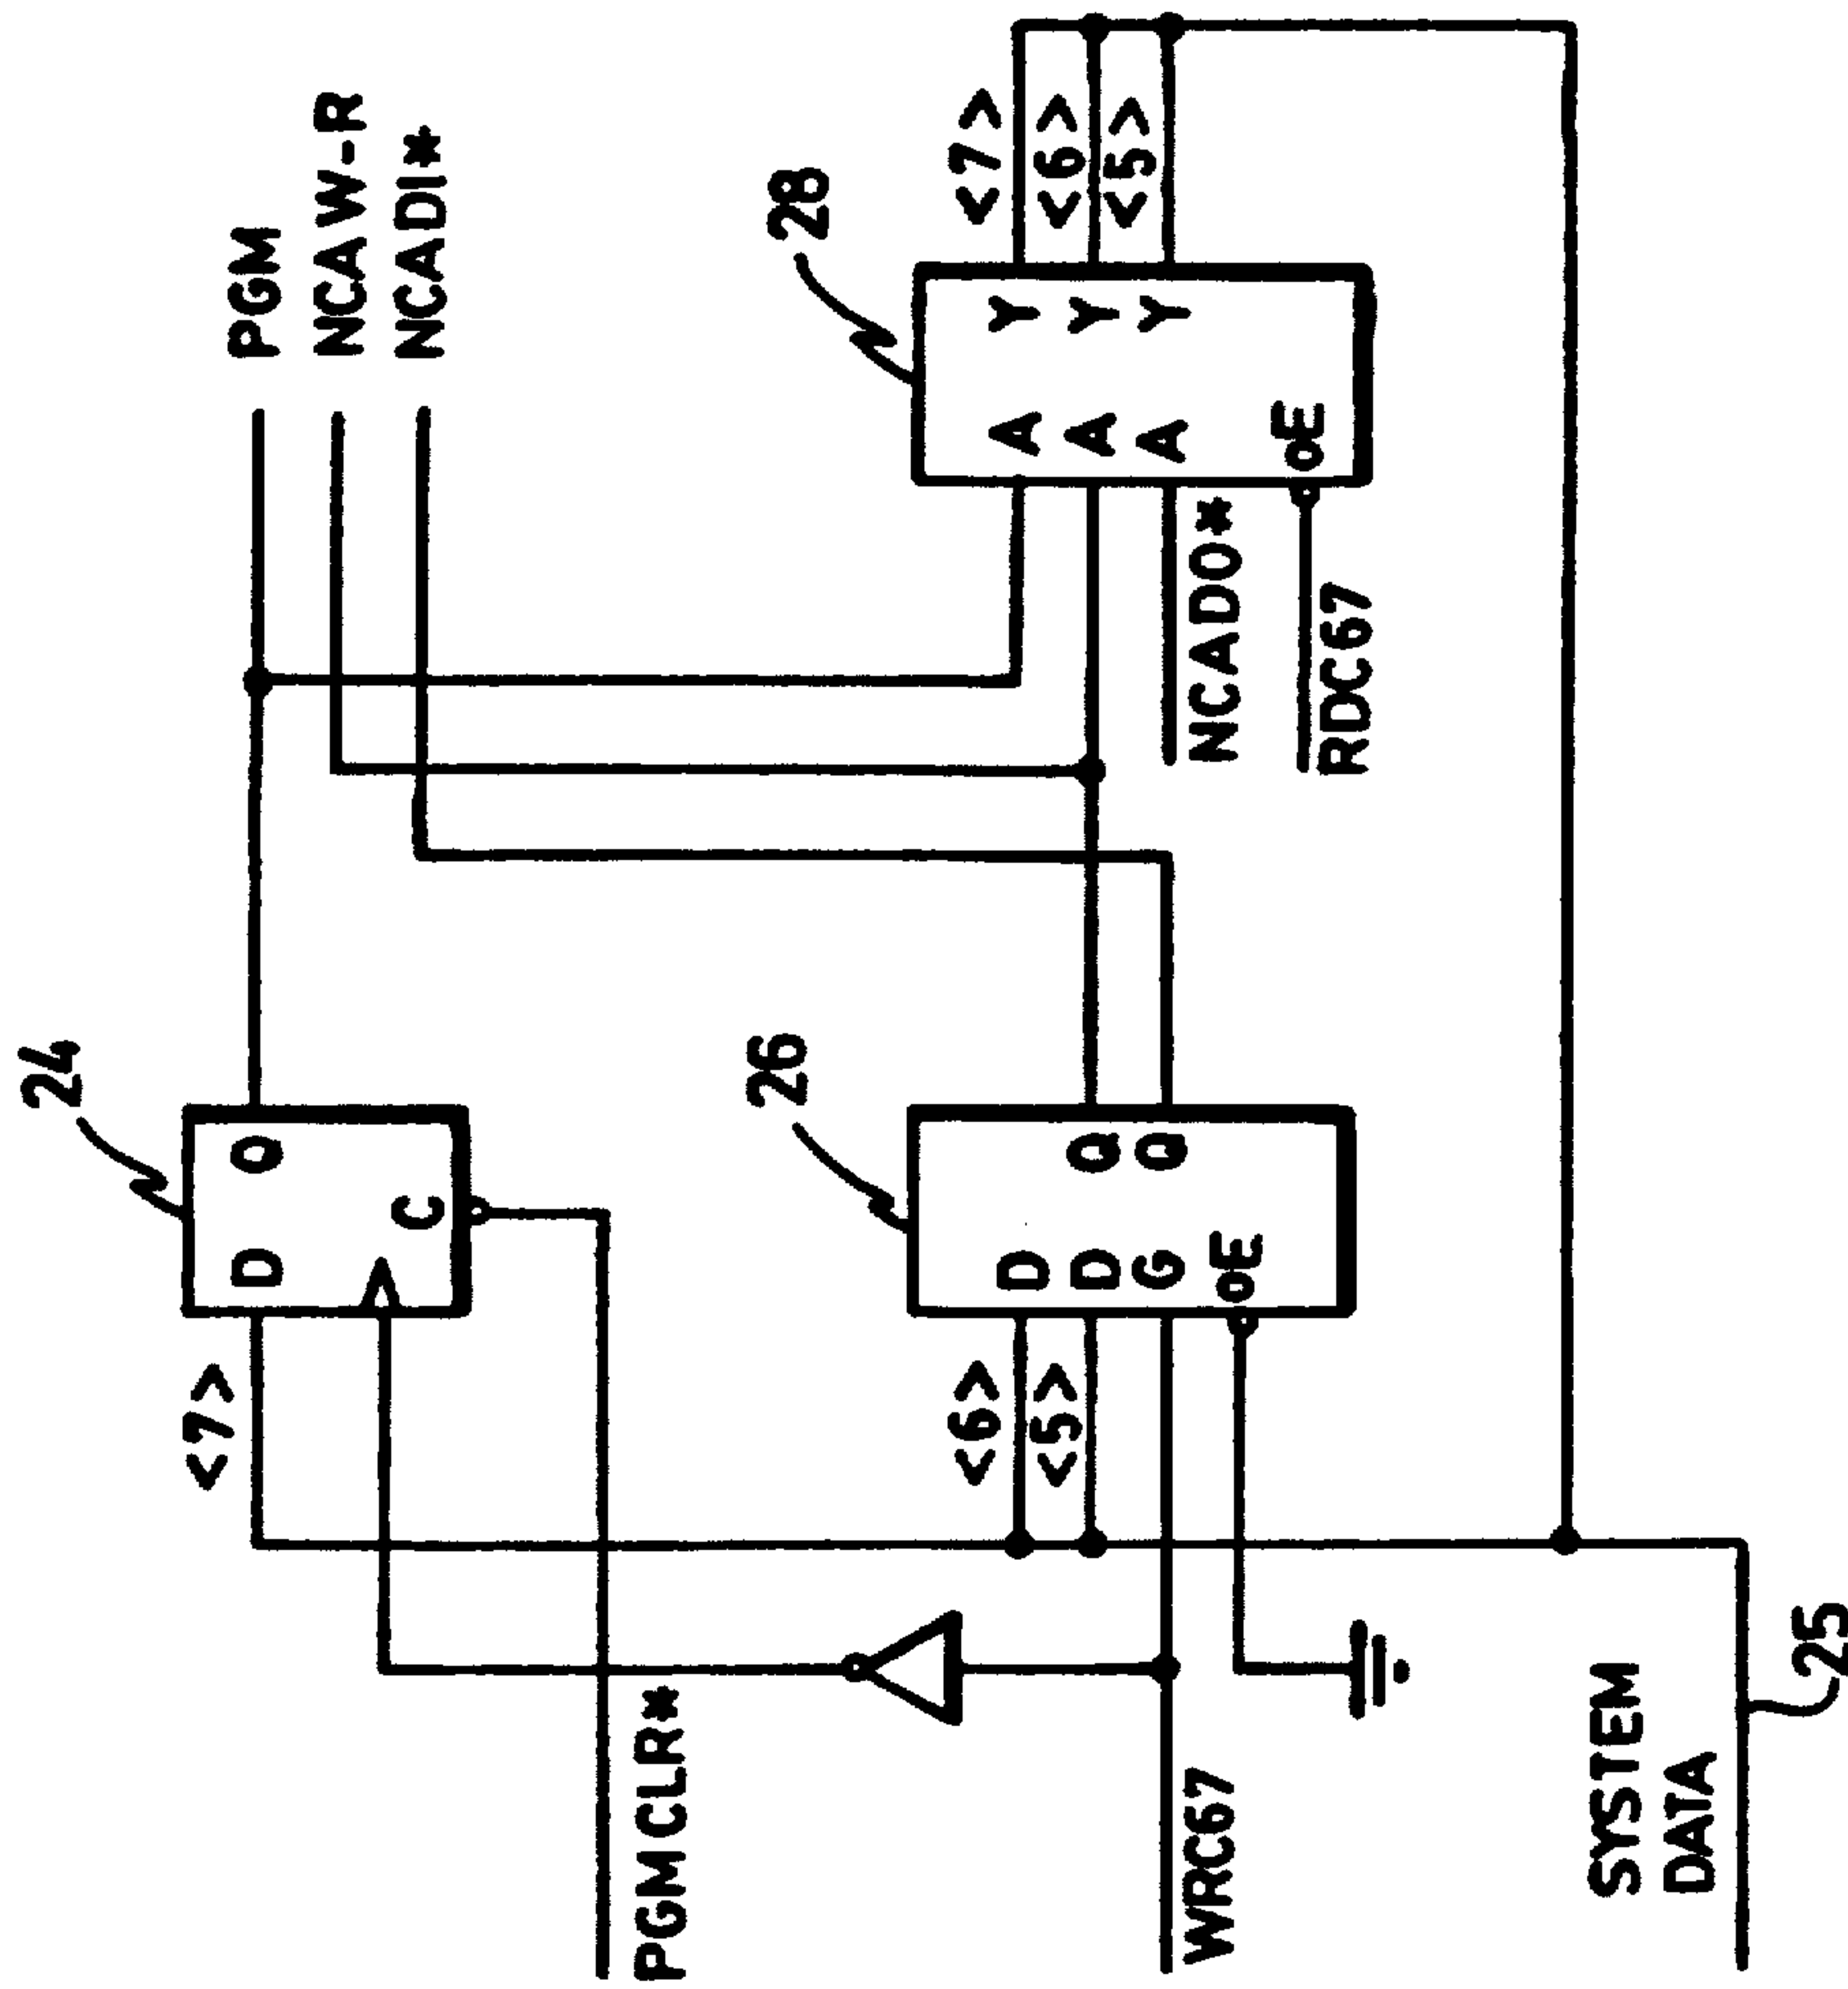 24
<7>
D
Q
PGM
NCAW-R
C
NCADI*
PGMCLR*
26
28
<6>
<7>
D
A
Y
<5>
<6>
D
Q
A
Y
<5>
G
Q
A
Y
WRC67
OE
NCADO*
OE
RDC67
SYSTEM
DATA
25